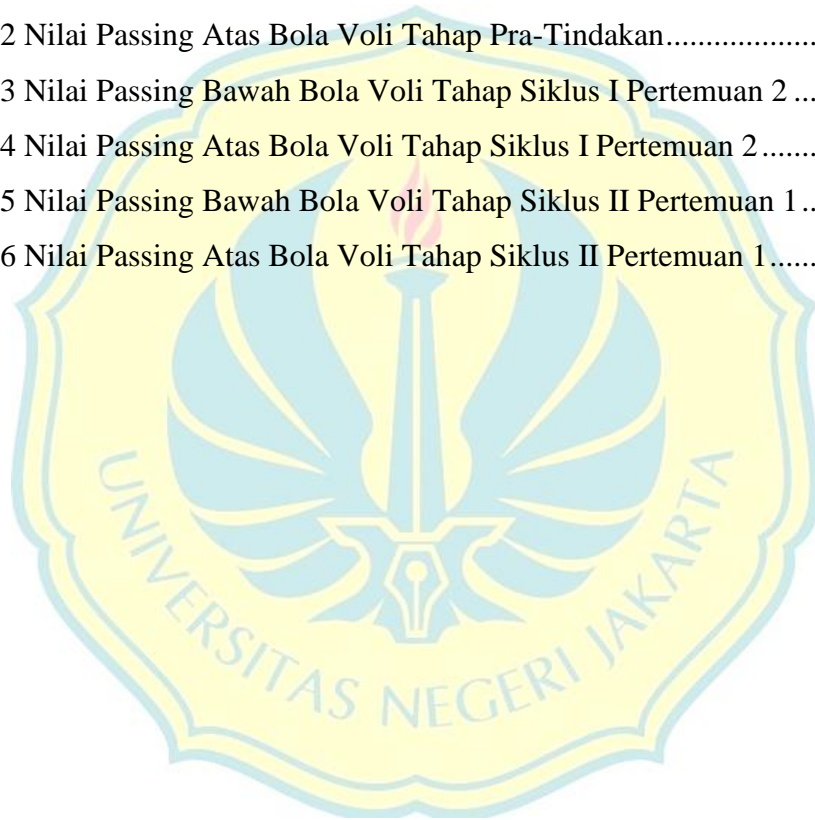 2 Nilai Passing Atas Bola Voli Tahap Pra-Tindakan...................
3 Nilai Passing Bawah Bola Voli Tahap Siklus I Pertemuan 2 ...
4 Nilai Passing Atas Bola Voli Tahap Siklus I Pertemuan 2.......
5 Nilai Passing Bawah Bola Voli Tahap Siklus II Pertemuan 1..
6 Nilai Passing Atas Bola Voli Tahap Siklus II Pertemuan 1......
UNIVERSITAS NEGERI JAKARTA